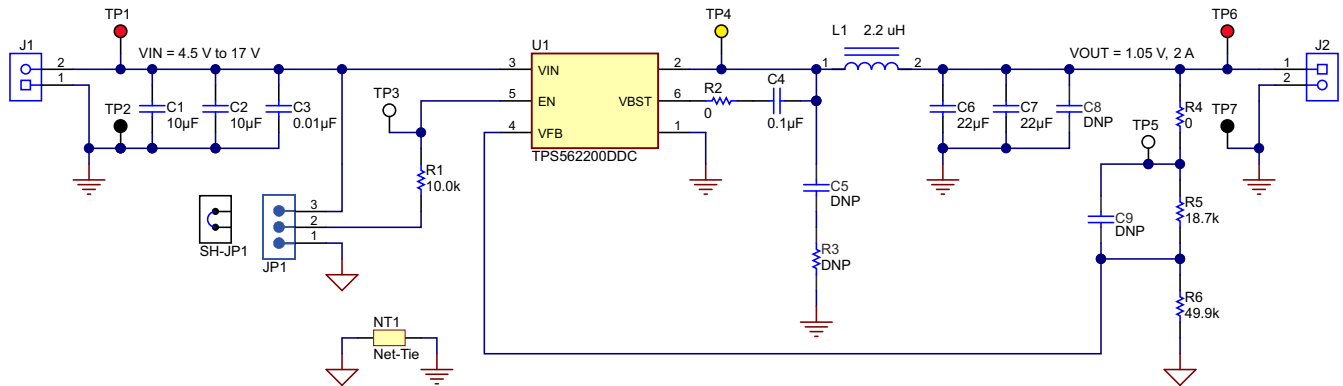 TP1
TP4
TP6
J1
VIN = 4.5 V to 17 V
U1
L1 2.2 uH
VOUT = 1.05 V, 2 A
J2
2
1
3
VIN
2
1
2
1
2
C1
10µF
C2
10µF
C3
0.01µF
TP2
TP3
5
EN
VBST
6
R2
0
C4
0.1µF
4
VFB
1
TPS562200DDC
C6
22µF
C7
22µF
C8
DNP
R4
0
TP5
TP7
R1
10.0k
C5
DNP
SH-JP1
3
2
1
JP1
R3
DNP
C9
DNP
R5
18.7k
R6
49.9k
NT1
Net-Tie